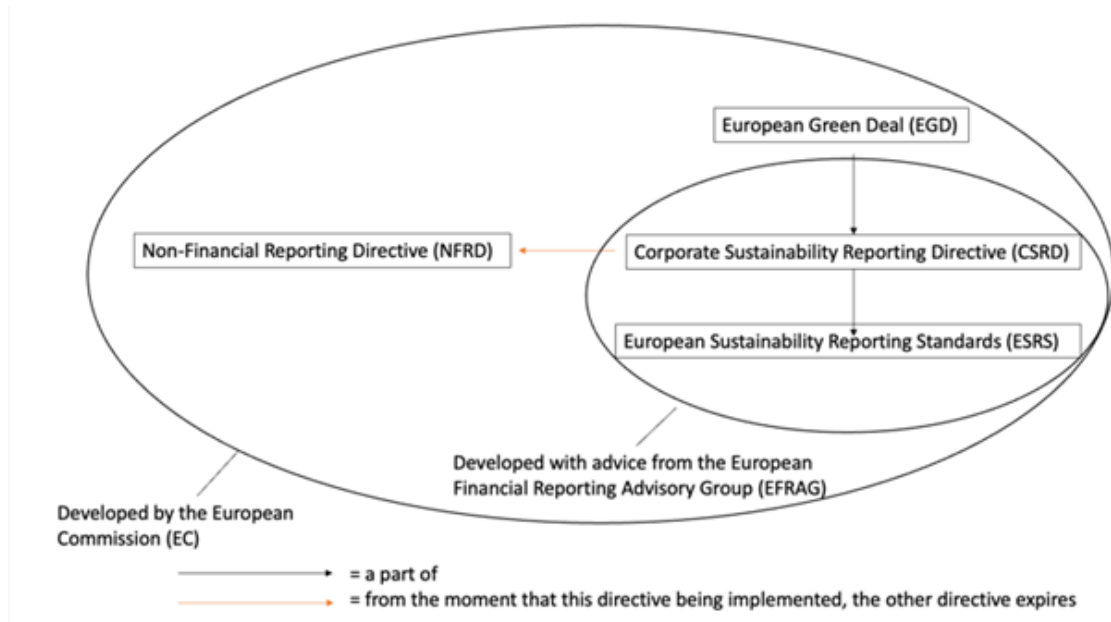 European Green Deal (EGD)
Non-Financial Reporting Directive (NFRD)
Corporate Sustainability Reporting Directive (CSRD)
European Sustainability Reporting Standards (ESRS)
Developed with advice from the European
Financial Reporting Advisory Group (EFRAG)
Developed by the European
Commission (EC)
= a part of
= from the moment that this directive being implemented, the other directive expires